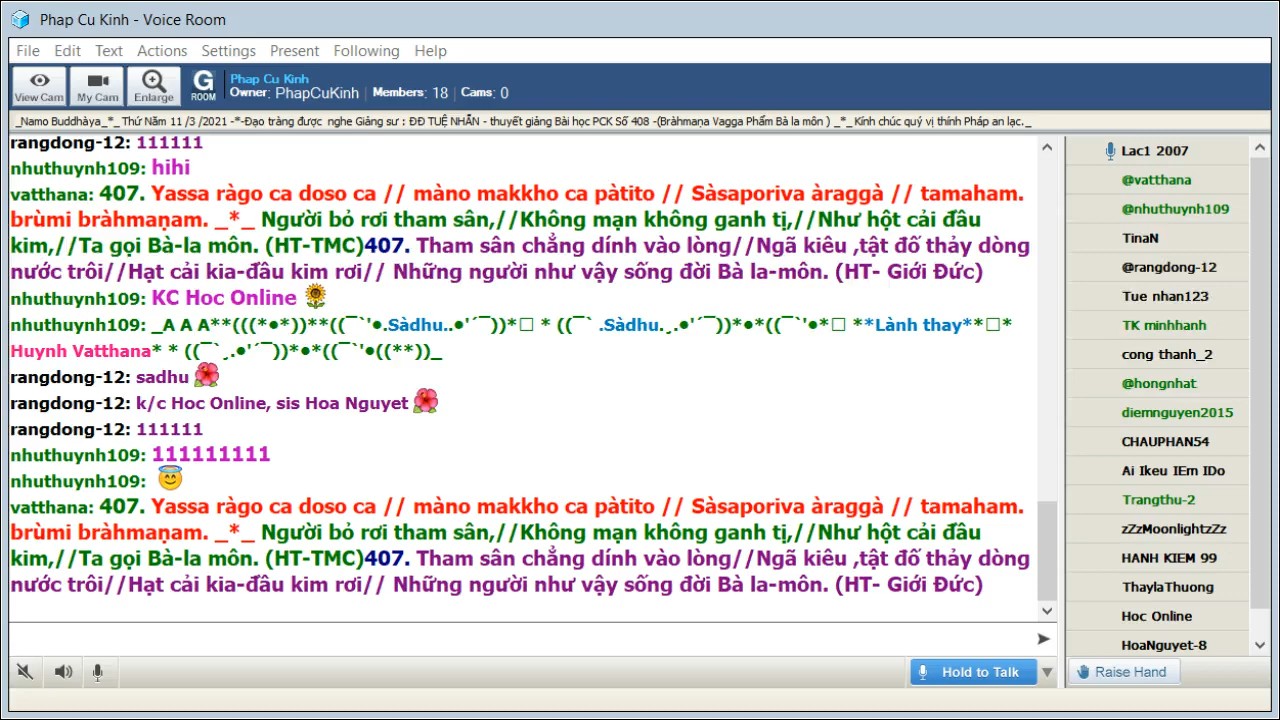 Phap Cu Kinh - Voice Room
File Edit Text Actions Settings Present Following Help
View Cam My Cam Enlarge G ROOM
Phap Cu Kinh
Owner: PhapCuKinh Members: 18 Cams: 0
_Namo Buddhàya_*_Thứ Năm 11 /3 /2021 -*-Đạo tràng được nghe Giảng sư : ĐĐ TUỆ NHẪN - thuyết giảng Bài học PCK Số 408 -(Bràhmaṇa Vagga Phẩm Bà la môn ) _*_ Kính chúc quý vị thính Pháp an lạc._
rangdong-12: 111111
nhuthuynh109: hihi
vatthana: 407. Yassa ràgo ca doso ca // màno makkho ca pàtito // Sàsaporiva àraggà // tamaham.
brùmi bràhmaṇam. _*_ Người bỏ rơi tham sân,//Không mạn không ganh tị,//Như hột cải đầu
kim,//Ta gọi Bà-la môn. (HT-TMC)407. Tham sân chẳng dính vào lòng//Ngã kiêu ,tật đố thảy dòng
nước trôi//Hạt cải kia-đầu kim rơi// Những người như vậy sống đời Bà la-môn. (HT- Giới Đức)
nhuthuynh109: KC Hoc Online
nhuthuynh109: _A A A**(((*•*))**((¯`'•.Sàdhu..•'´¯))*□ * ((¯` .Sàdhu.¸.•'´¯))*•*((¯`'•*□ **Lành thay**□*
Huynh Vatthana* * ((¯`¸.•'´¯))*•*((¯`'•((**))_
rangdong-12: sadhu
rangdong-12: k/c Hoc Online, sis Hoa Nguyet
rangdong-12: 111111
nhuthuynh109: 111111111
nhuthuynh109:
vatthana: 407. Yassa ràgo ca doso ca // màno makkho ca pàtito // Sàsaporiva àraggà // tamaham.
brùmi bràhmaṇam. _*_ Người bỏ rơi tham sân,//Không mạn không ganh tị,//Như hột cải đầu
kim,//Ta gọi Bà-la môn. (HT-TMC)407. Tham sân chẳng dính vào lòng//Ngã kiêu ,tật đố thảy dòng
nước trôi//Hạt cải kia-đầu kim rơi// Những người như vậy sống đời Bà la-môn. (HT- Giới Đức)
Lac1 2007
@vatthana
@nhuthuynh109
TinaN
@rangdong-12
Tue nhan123
TK minhhanh
cong thanh_2
@hongnhat
diemnguyen2015
CHAUPHAN54
Ai Ikeu IEm IDo
Trangthu-2
zZzMoonlightzZz
HANH KIEM 99
ThaylaThuong
Hoc Online
HoaNguyet-8
Hold to Talk
Raise Hand